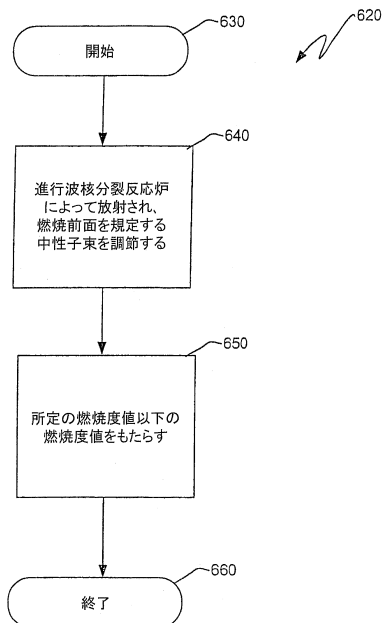 620
630
開始
640
進行波核分裂反応炉
によって放射され、
燃焼前面を規定する
中性子束を調節する
650
所定の燃焼度値以下の
燃焼度値をもたらす
660
終了